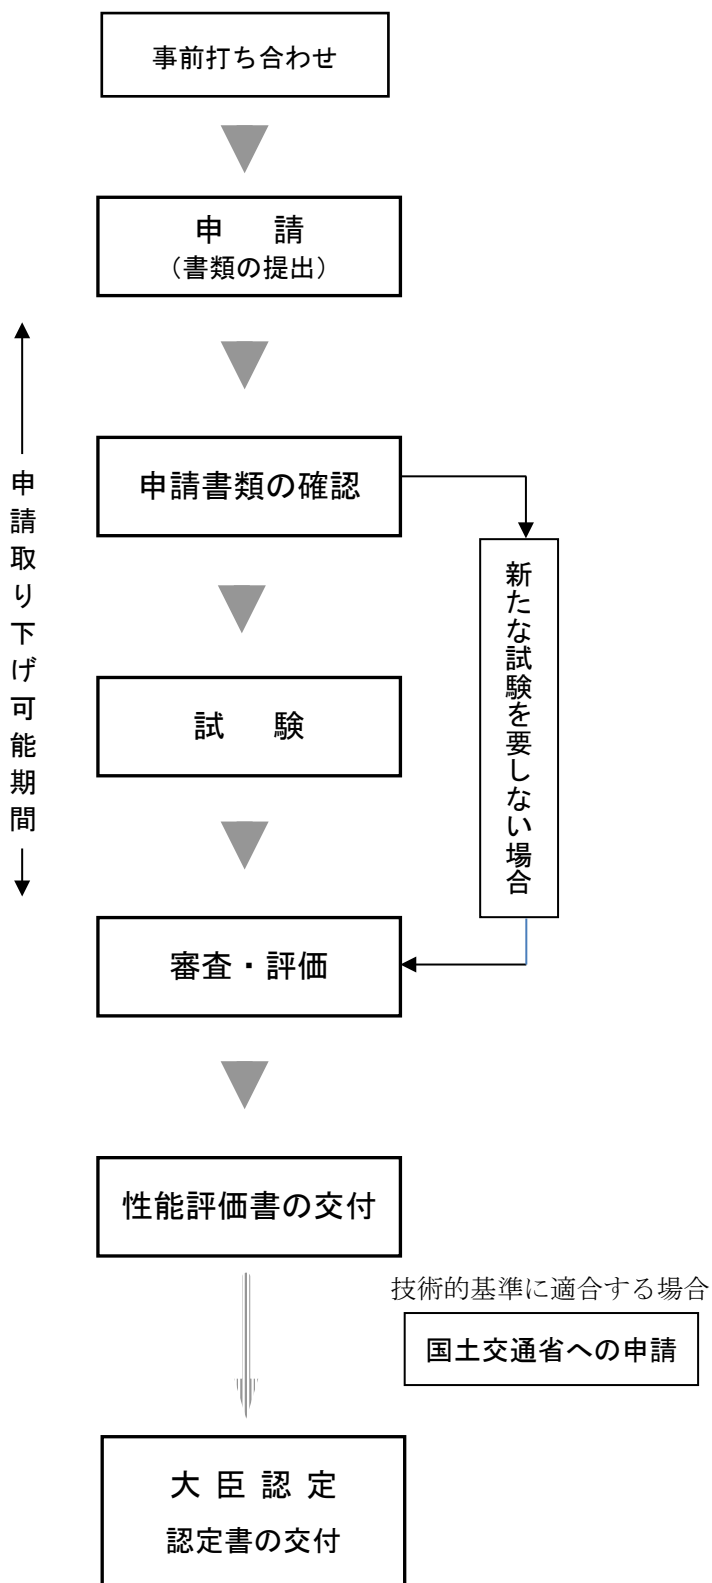 事前打ち合わせ
申　請
（書類の提出）
申請取り下げ可能期間
申請書類の確認
新たな試験を要しない場合
試　験
審査・評価
性能評価書の交付
技術的基準に適合する場合
国土交通省への申請
大 臣 認 定
認定書の交付